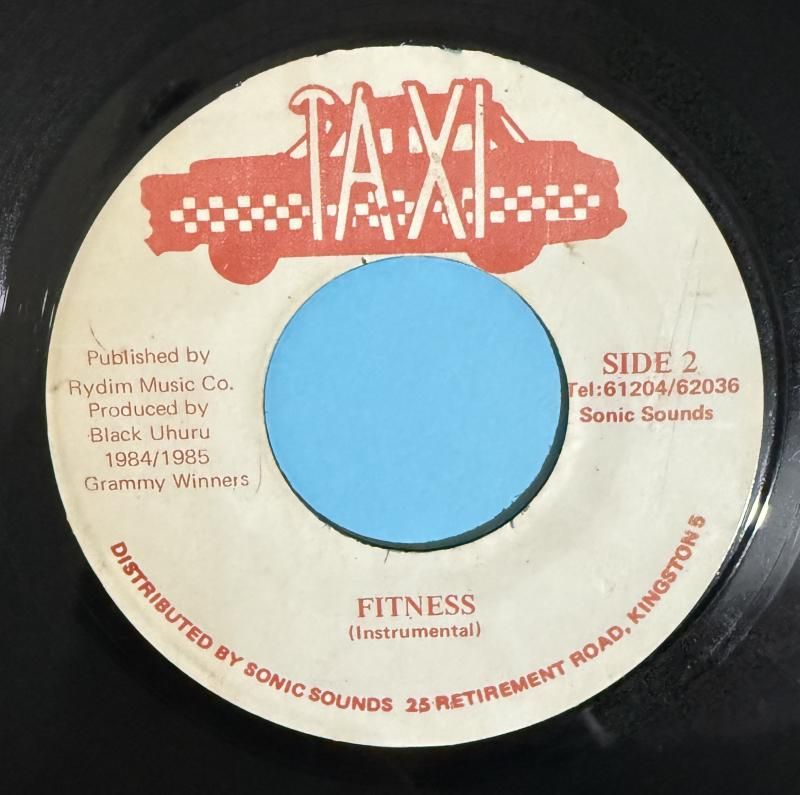 TAXI
Published by
Rydim Music Co.
Produced by
Black Uhuru
1984/1985
Grammy Winners
SIDE 2
Tel:61204/62036
Sonic Sounds
FITNESS
(Instrumental)
DISTRIBUTED BY SONIC SOUNDS 25 RETIREMENT ROAD, KINGSTON 5